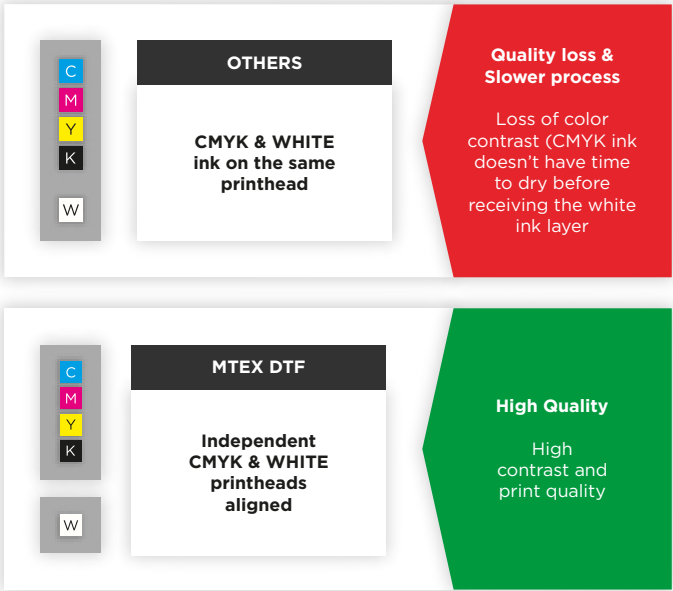 C
M
Y
K
W
OTHERS
CMYK & WHITE
ink on the same
printhead
Quality loss &
Slower process
Loss of color
contrast (CMYK ink
doesn't have time
to dry before
receiving the white
ink layer
C
M
Y
K
W
MTEX DTF
Independent
CMYK & WHITE
printheads
aligned
High Quality
High
contrast and
print quality